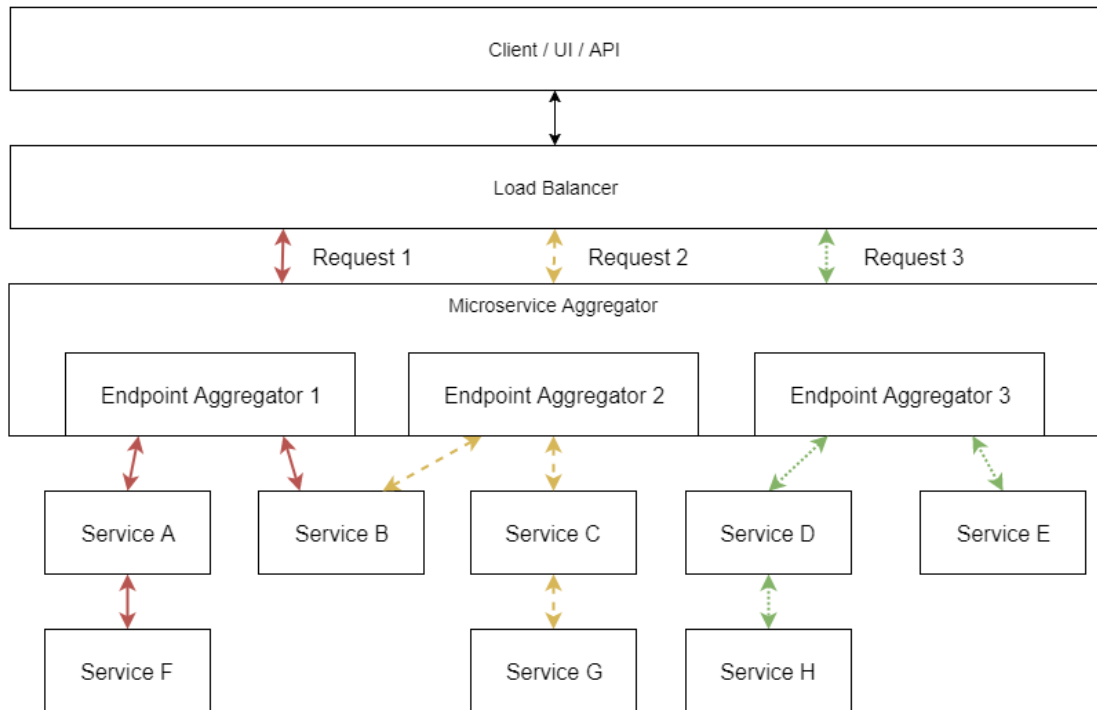 Client / UI / API
Load Balancer
Request 1
Request 2
Request 3
Microservice Aggregator
Endpoint Aggregator 1
Endpoint Aggregator 2
Endpoint Aggregator 3
Service A
Service B
Service C
Service D
Service E
Service F
Service G
Service H